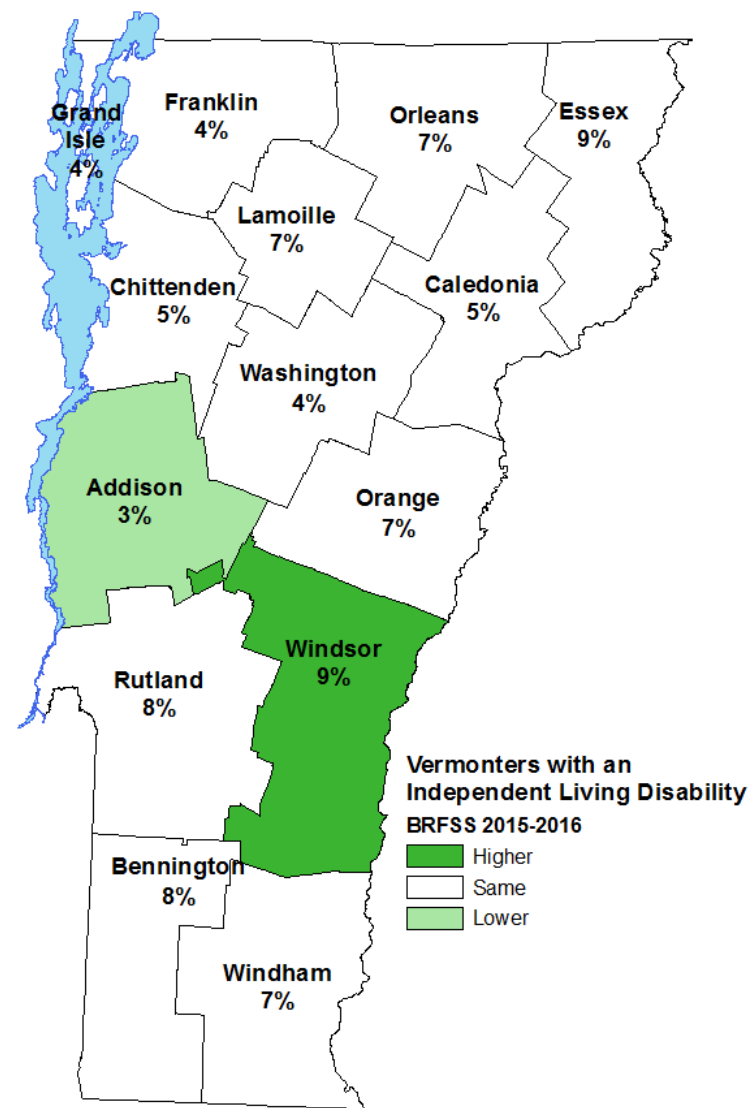 Grand
Isle
4%
Franklin
4%
Orleans
7%
Essex
9%
Lamoille
7%
Chittenden
5%
Caledonia
5%
Washington
4%
Addison
3%
Orange
7%
Windsor
9%
Rutland
8%
Vermonters with an
Independent Living Disability
BRFSS 2015-2016
Higher
Same
Lower
Bennington
8%
Windham
7%